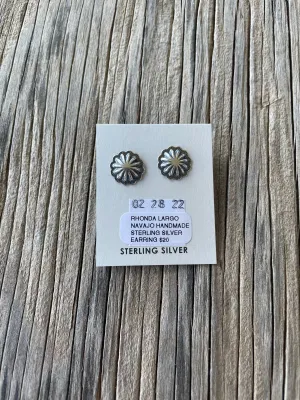 02 28 22
RHONDA LARGO
NAVAJO HANDMADE
STERLING SILVER
EARRING $20
STERLING SILVER